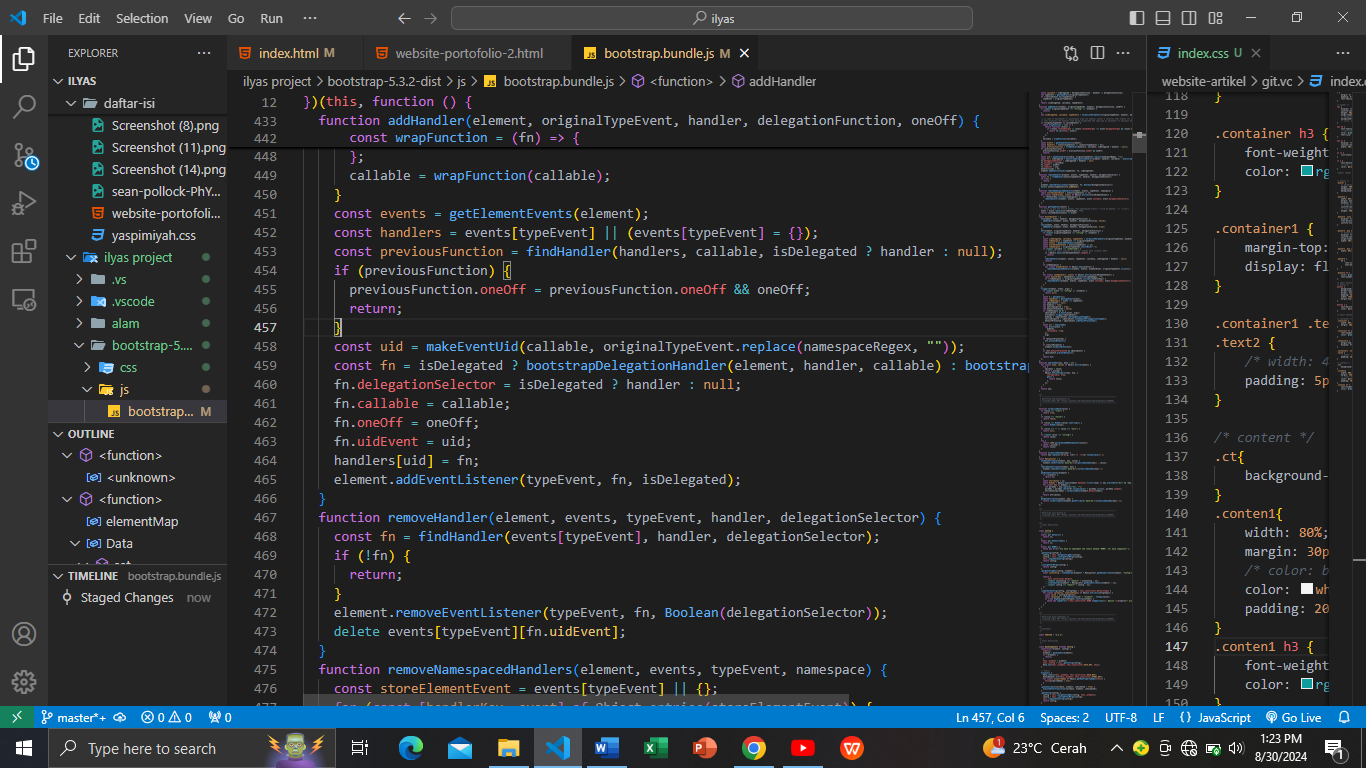 File Edit Selection View Go Run ···
ilyas
EXPLORER ···
ILYAS
daftar-isi
Screenshot (8).png
Screenshot (11).png
Screenshot (14).png
sean-pollock-PhY...
website-portofoli...
yaspimiyah.css
ilyas project
.vs
.vscode
alam
bootstrap-5....
css
js
bootstrap... M
OUTLINE
<function>
<unknown>
<function>
elementMap
Data
TIMELINE bootstrap.bundle.js
Staged Changes now
index.html M
website-portofolio-2.html
bootstrap.bundle.js M
ilyas project > bootstrap-5.3.2-dist > js > bootstrap.bundle.js > <function> > addHandler
12 })(this, function () {
433 function addHandler(element, originalTypeEvent, handler, delegationFunction, oneOff) {
442 const wrapFunction = (fn) => {
448 };
449 callable = wrapFunction(callable);
450 }
451 const events = getElementEvents(element);
452 const handlers = events[typeEvent] || (events[typeEvent] = {});
453 const previousFunction = findHandler(handlers, callable, isDelegated ? handler : null);
454 if (previousFunction) {
455 previousFunction.oneOff = previousFunction.oneOff && oneOff;
456 return;
457 }
458 const uid = makeEventUid(callable, originalTypeEvent.replace(namespaceRegex, ""));
459 const fn = isDelegated ? bootstrapDelegationHandler(element, handler, callable) : bootstrap
460 fn.delegationSelector = isDelegated ? handler : null;
461 fn.callable = callable;
462 fn.oneOff = oneOff;
463 fn.uidEvent = uid;
464 handlers[uid] = fn;
465 element.addEventListener(typeEvent, fn, isDelegated);
466 }
467 function removeHandler(element, events, typeEvent, handler, delegationSelector) {
468 const fn = findHandler(events[typeEvent], handler, delegationSelector);
469 if (!fn) {
470 return;
471 }
472 element.removeEventListener(typeEvent, fn, Boolean(delegationSelector));
473 delete events[typeEvent][fn.uidEvent];
474 }
475 function removeNamespacedHandlers(element, events, typeEvent, namespace) {
476 const storeElementEvent = events[typeEvent] || {};
index.css U
website-artikel > git.vc > index.c
118 }
119
120 .container h3 {
121 font-weight
122 color: rg
123 }
124
125 .container1 {
126 margin-top:
127 display: fl
128 }
129
130 .container1 .te
131 .text2 {
132 /* width: 4
133 padding: 5p
134 }
135
136 /* content */
137 .ct{
138 background-
139 }
140 .conten1{
141 width: 80%;
142 margin: 30p
143 /* color: b
144 color: wh
145 padding: 20
146 }
147 .conten1 h3 {
148 font-weight
149 color: rg
150 }
master*+ 0 0 0
Ln 457, Col 6 Spaces: 2 UTF-8 LF {} JavaScript Go Live
Type here to search
23°C Cerah
1:23 PM
8/30/2024
1
1